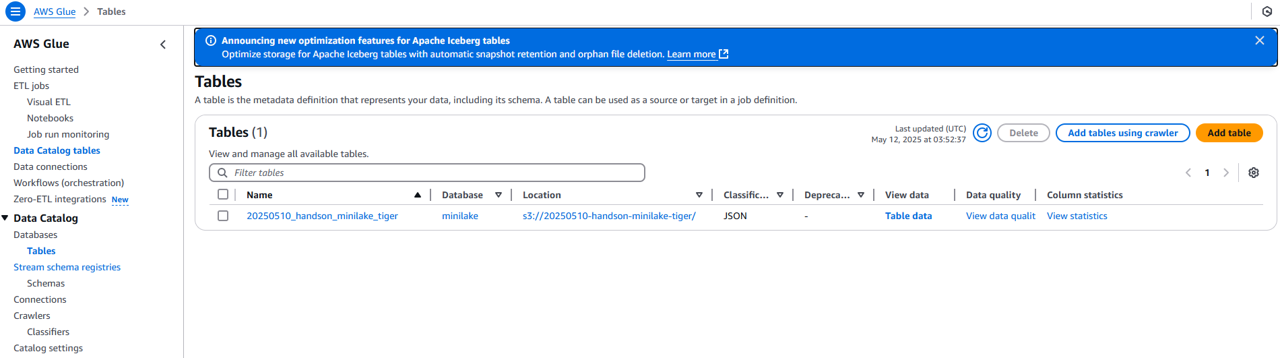 AWS Glue > Tables
AWS Glue
Getting started
ETL jobs
Visual ETL
Notebooks
Job run monitoring
Data Catalog tables
Data connections
Workflows (orchestration)
Zero-ETL integrations New
Data Catalog
Databases
Tables
Stream schema registries
Schemas
Connections
Crawlers
Classifiers
Catalog settings
Announcing new optimization features for Apache Iceberg tables
Optimize storage for Apache Iceberg tables with automatic snapshot retention and orphan file deletion. Learn more
Tables
A table is the metadata definition that represents your data, including its schema. A table can be used as a source or target in a job definition.
Tables (1)
Last updated (UTC)
May 12, 2025 at 03:52:37
Delete
Add tables using crawler
Add table
View and manage all available tables.
Filter tables
1
Name Database Location Classific... Depreca... View data Data quality Column statistics
20250510_handson_minilake_tiger minilake s3://20250510-handson-minilake-tiger/ JSON - Table data View data qualit View statistics